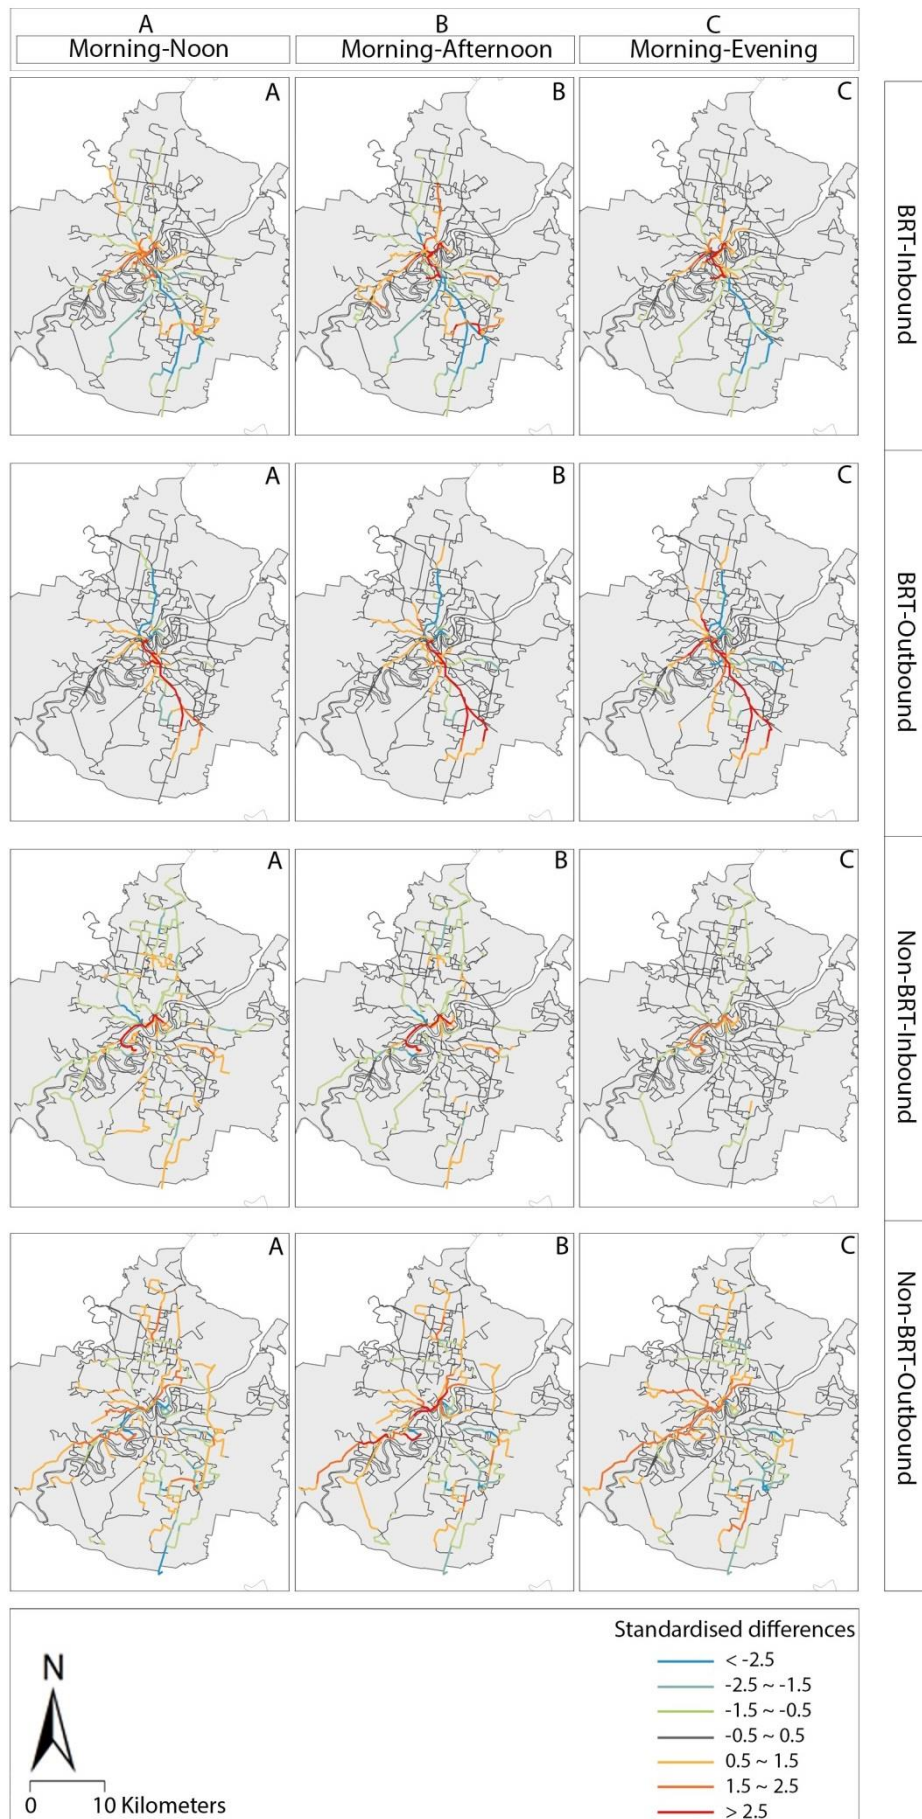 A B C
Morning-Noon Morning-Afternoon Morning-Evening
A B C
BRT-Inbound
A B C
BRT-Outbound
A B C
Non-BRT-Inbound
A B C
Non-BRT-Outbound
Standardised differences
< -2.5
-2.5 ~ -1.5
-1.5 ~ -0.5
-0.5 ~ 0.5
0.5 ~ 1.5
1.5 ~ 2.5
> 2.5
N
0 10 Kilometers